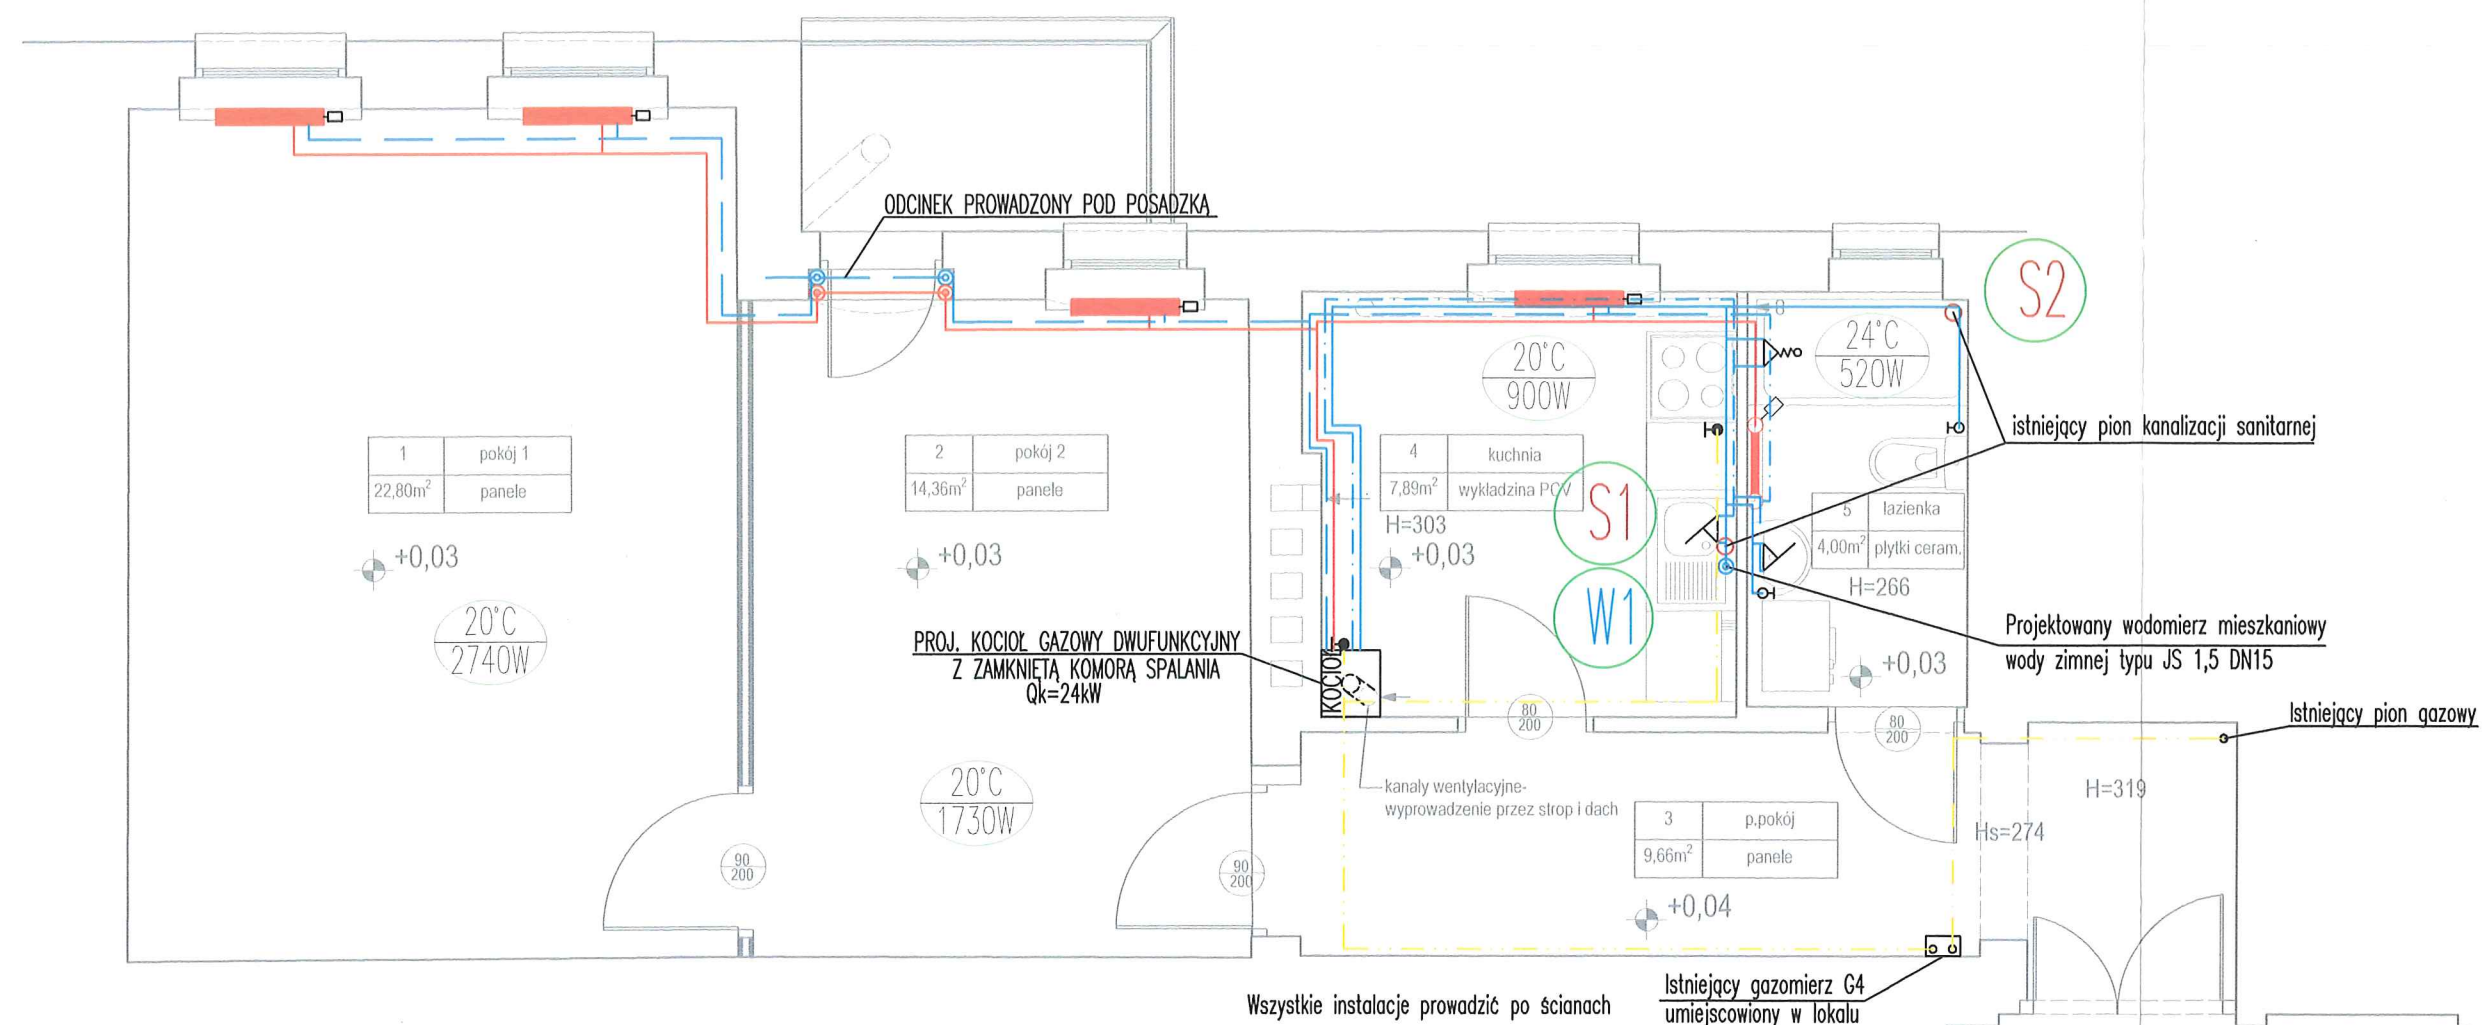 ODCINEK PROWADZONY POD POSADZKĄ
S2
8
24°C
520W
20°C
900W
istniejący pion kanalizacji sanitarnej
1 pokój 1
22,80m² panele
2 pokój 2
14,36m² panele
4 kuchnia
7,89m² wykładzina PCV
H=303
+0,03
S1
5 łazienka
4,00m² płytki ceram.
H=266
+0,03
+0,03
20°C
2740W
W1
PROJ. KOCIOŁ GAZOWY DWUFUNKCYJNY
Z ZAMKNIĘTĄ KOMORĄ SPALANIA
Qk=24kW
KOCIOŁ
Projektowany wodomierz mieszkaniowy
wody zimnej typu JS 1,5 DN15
+0,03
Istniejący pion gazowy
80
200
80
200
20°C
1730W
kanały wentylacyjne-
wyprowadzenie przez strop i dach
H=319
3 p.pokój
9,66m² panele
Hs=274
90
200
90
200
+0,04
Wszystkie instalacje prowadzić po ścianach
Istniejący gazomierz G4
umiejscowiony w lokalu